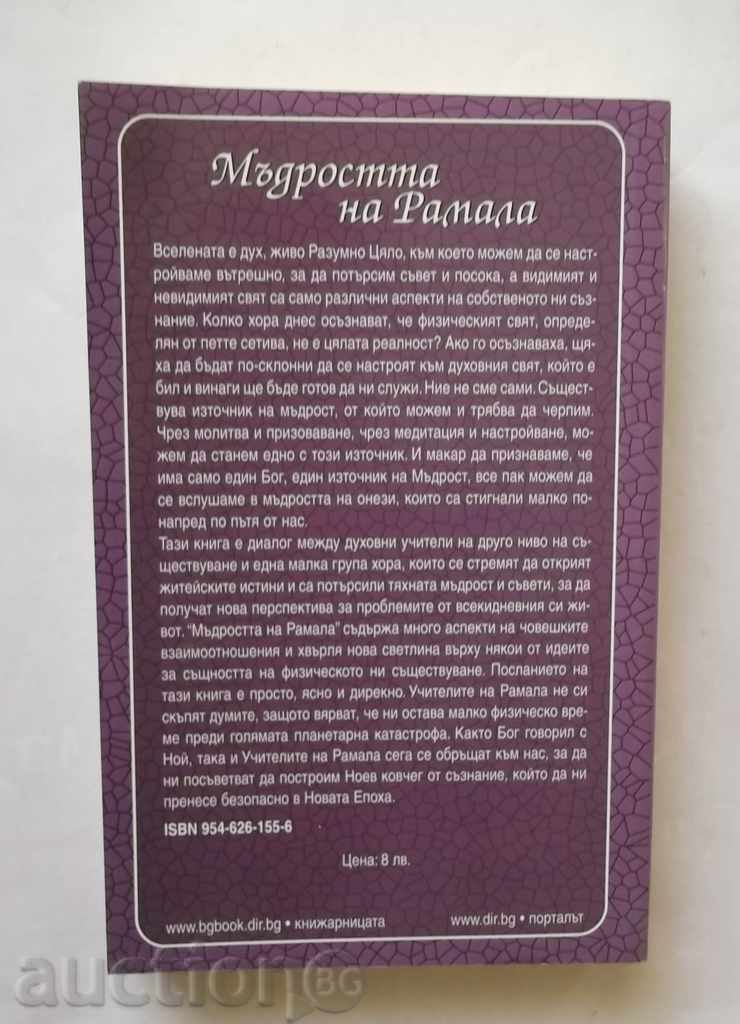 Мъдростта
на Рамала
Вселената е дух, живо Разумно Цяло, към което можем да се наст-
ройваме вътрешно, за да потърсим съвет и посока, а видимият и
невидимият свят са само различни аспекти на собственото ни съз-
нание. Колко хора днес осъзнават, че физическият свят, опреде-
лян от петте сетива, не е цялата реалност? Ако го осъзнаваха, щя-
ха да бъдат по-склонни да се настроят към духовния свят, който е
бил и винаги ще бъде готов да ни служи. Ние не сме сами. Същест-
вува източник на мъдрост, от който можем и трябва да черпим.
Чрез молитва и призоваване, чрез медитация и настройване, мо-
жем да станем едно с този източник. И макар да признаваме, че
има само един Бог, един източник на Мъдрост, все пак можем да
се вслушаме в мъдростта на онези, които са стигнали малко по-
напред по пътя от нас.
Тази книга е диалог между духовни учители на друго ниво на съ-
ществуване и една малка група хора, които се стремят да открият
житейските истини и са потърсили тяхната мъдрост и съвети, за да
получат нова перспектива за проблемите от всекидневния си жи-
вот. "Мъдростта на Рамала" съдържа много аспекти на човешките
взаимоотношения и хвърля нова светлина върху някои от идеите
за същността на физическото ни съществуване. Посланието на
тази книга е просто, ясно и дирекно. Учителите на Рамала не си
скъпят думите, защото вярват, че ни остава малко физическо вре-
ме преди голямата планетарна катастрофа. Както Бог говорил с
Ной, така и Учителите на Рамала сега се обръщат към нас, за да
ни посъветват да построим Ноев ковчег от съзнание, който да ни
пренесе безопасно в Новата Епоха.
ISBN 954-626-155-6
Цена: 8 лв.
www.bgbook.dir.bg • книжарницата
www.dir.bg • порталът
auctionBG